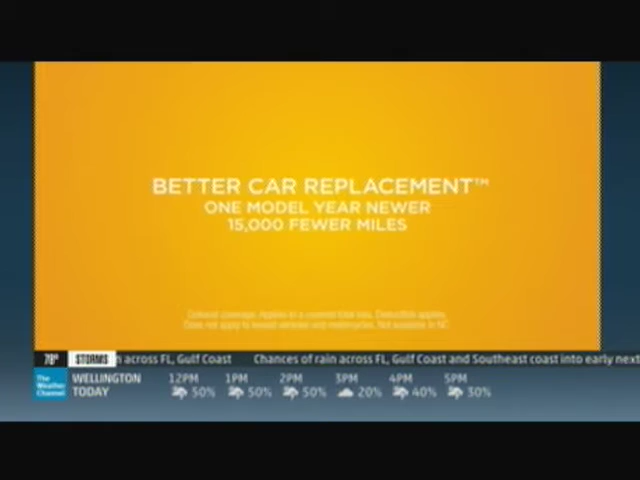 BETTER CAR REPLACEMENT™
ONE MODEL YEAR NEWER
15,000 FEWER MILES
Optional coverage. Applies to a covered total loss. Deductible applies.
Does not apply to leased vehicles and motorcycles. Not available in NC.
78° STORMS n across FL, Gulf Coast Chances of rain across FL, Gulf Coast and Southeast coast into early next
The Weather Channel
WELLINGTON TODAY
12PM 1PM 2PM 3PM 4PM 5PM
50% 50% 50% 20% 40% 30%